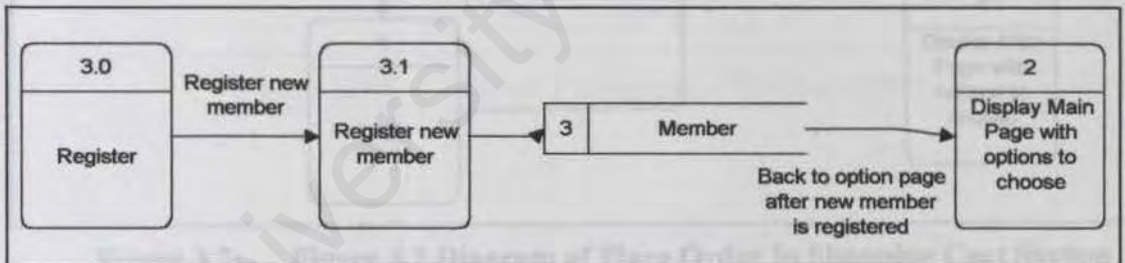 3.0
Register
Register new
member
3.1
Register new
member
3
Member
Back to option page
after new member
is registered
2
Display Main
Page with
options to
choose